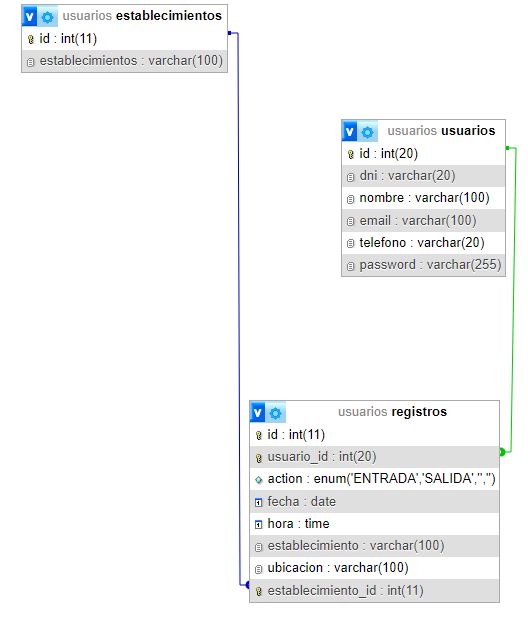 usuarios establecimientos
id : int(11)
establecimientos : varchar(100)
usuarios usuarios
id : int(20)
dni : varchar(20)
nombre : varchar(100)
email : varchar(100)
telefono : varchar(20)
password : varchar(255)
usuarios registros
id : int(11)
usuario_id : int(20)
action : enum('ENTRADA','SALIDA','','')
fecha : date
hora : time
establecimiento : varchar(100)
ubicacion : varchar(100)
establecimiento_id : int(11)